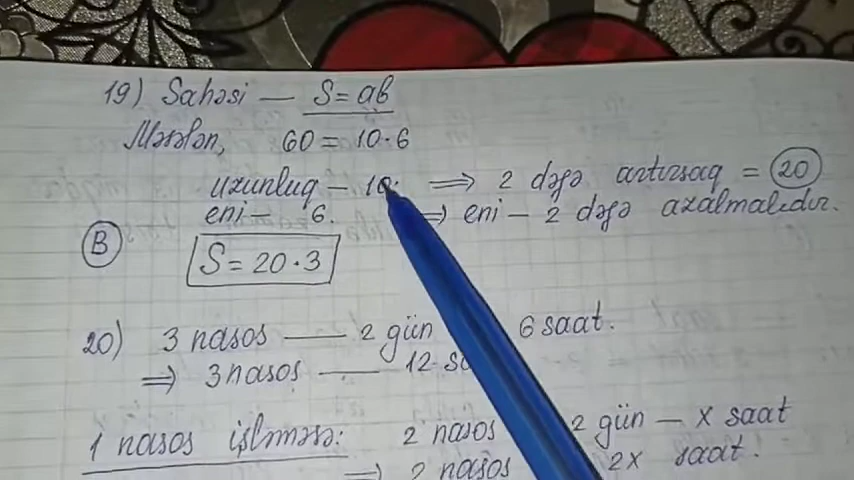 19) Sahəsi — S = ab
Məsələn, 60 = 10·6
uzunluq – 10. ⟹ 2 dəfə artırsaq = 20
eni – 6. ⟹ eni – 2 dəfə azalmalıdır.
B
S = 20·3
20) 3 nasos — 2 gün 6 saat.
⟹ 3 nasos — 12
1 nasos işləməsə: 2 nasos 2 gün — x saat
⟹ 2 nasos 2x saat.